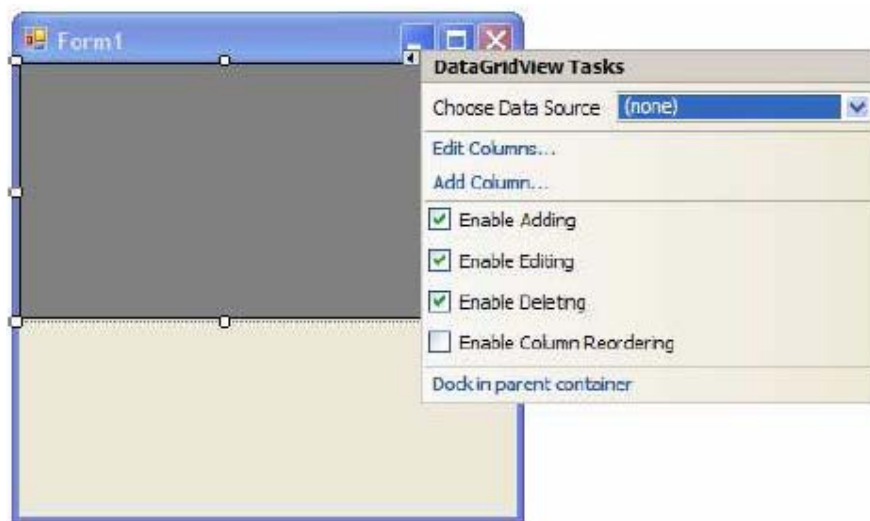 Form1
DataGridView Tasks
Choose Data Source (none)
Edit Columns...
Add Column...
Enable Adding
Enable Editing
Enable Deleting
Enable Column Reordering
Dock in parent container